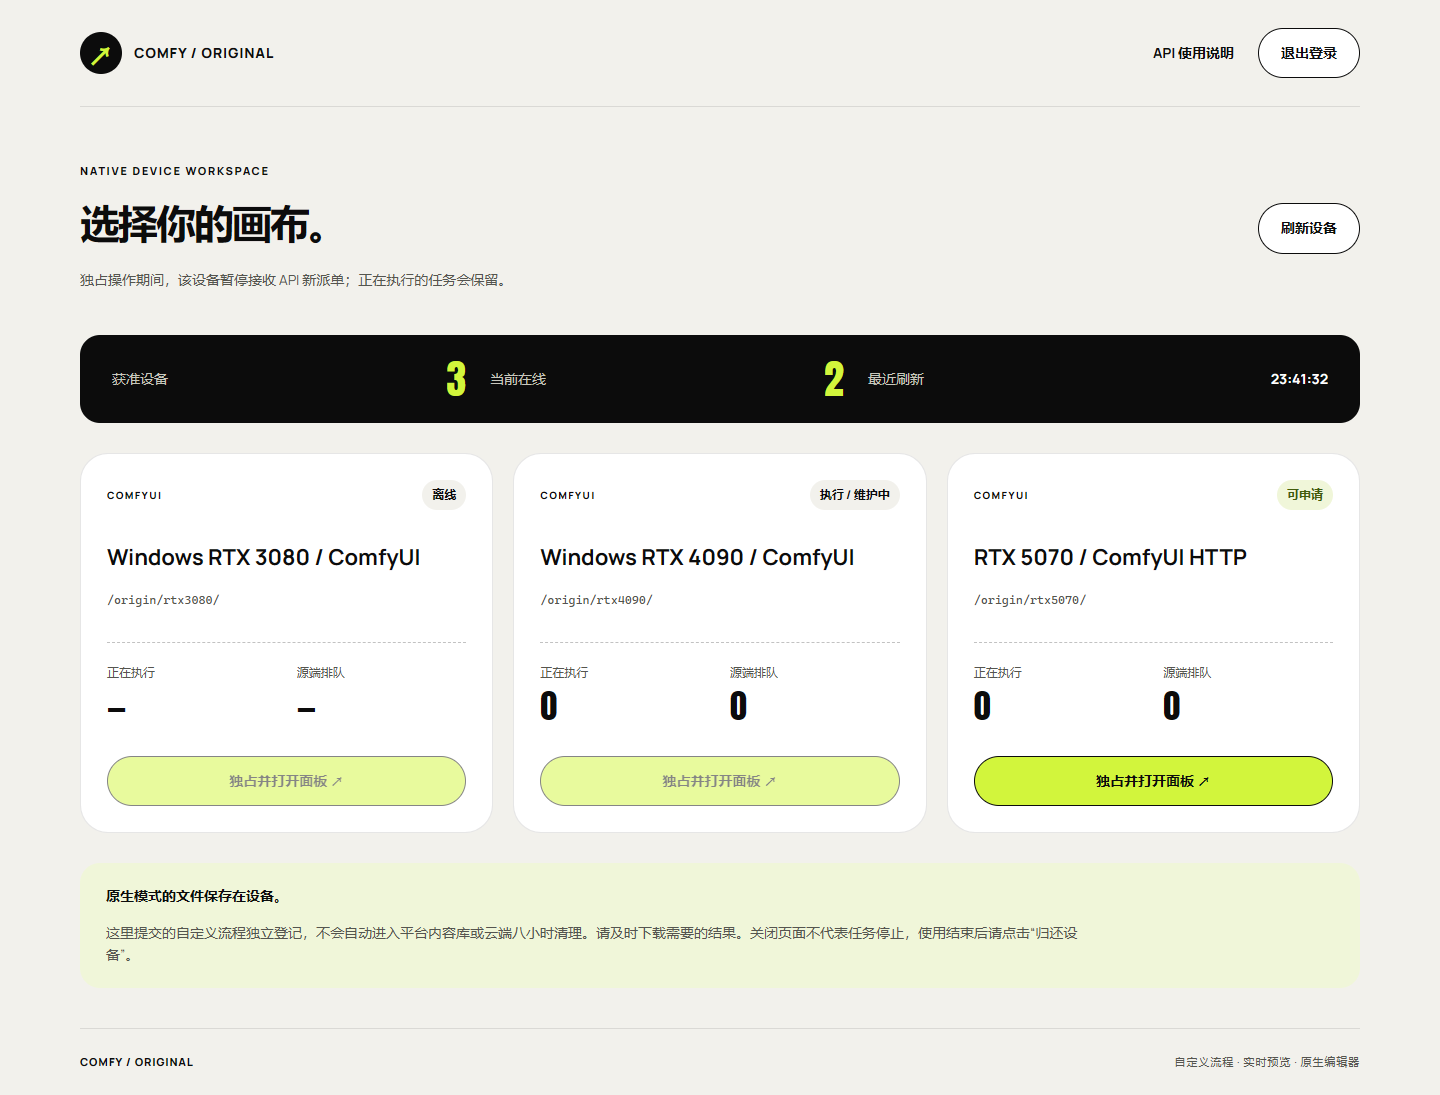 COMFY / ORIGINAL
API 使用说明
退出登录
NATIVE DEVICE WORKSPACE
选择你的画布。
刷新设备
独占操作期间，该设备暂停接收 API 新派单；正在执行的任务会保留。
获准设备 3 当前在线 2 最近刷新 23:41:32
COMFYUI 离线
Windows RTX 3080 / ComfyUI
/origin/rtx3080/
正在执行 源端排队
– –
独占并打开面板 ↗
COMFYUI 执行 / 维护中
Windows RTX 4090 / ComfyUI
/origin/rtx4090/
正在执行 源端排队
0 0
独占并打开面板 ↗
COMFYUI 可申请
RTX 5070 / ComfyUI HTTP
/origin/rtx5070/
正在执行 源端排队
0 0
独占并打开面板 ↗
原生模式的文件保存在设备。
这里提交的自定义流程独立登记，不会自动进入平台内容库或云端八小时清理。请及时下载需要的结果。关闭页面不代表任务停止，使用结束后请点击“归还设
备”。
COMFY / ORIGINAL
自定义流程 · 实时预览 · 原生编辑器